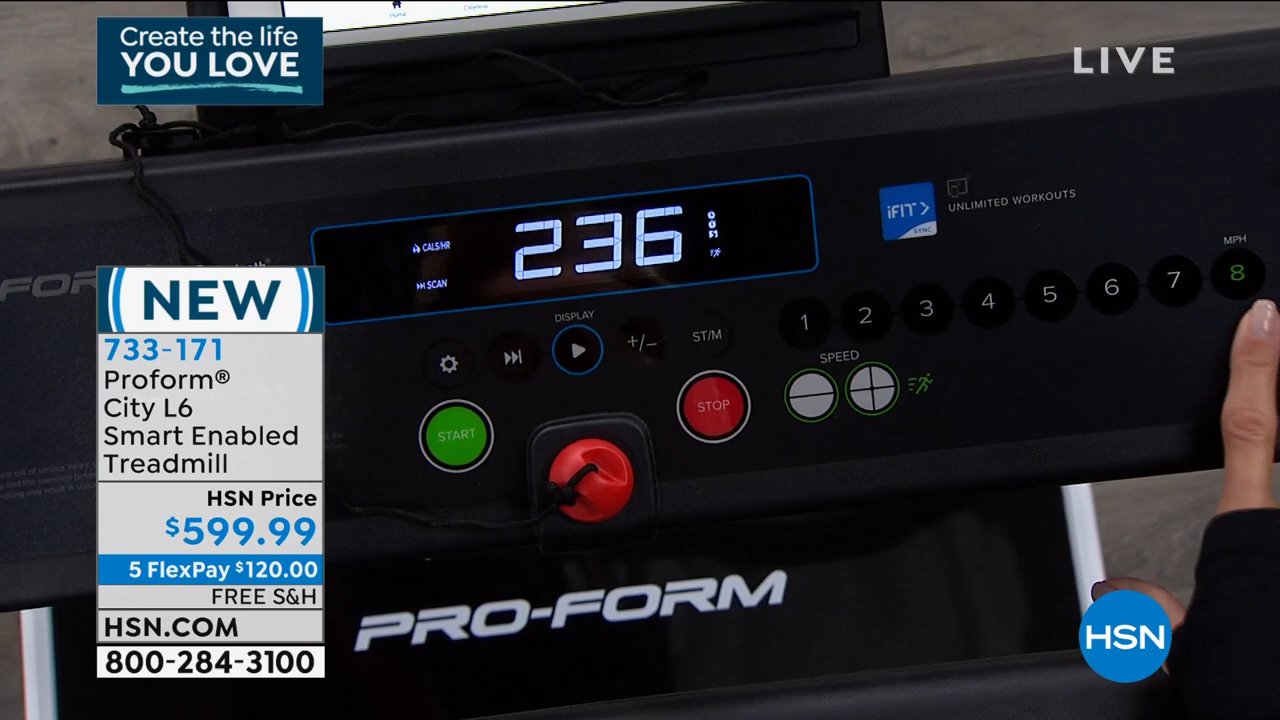 Create the life
YOU LOVE
LIVE
Home
CALS/HR
236
SCAN
iFIT
SYNC
UNLIMITED WORKOUTS
FOR
MPH
1 2 3 4 5 6 7 8
DISPLAY
+/-
ST/M
SPEED
START
STOP
PRO-FORM
NEW
733-171
Proform®
City L6
Smart Enabled
Treadmill
HSN Price
$599.99
5 FlexPay $120.00
FREE S&H
HSN.COM
800-284-3100
HSN